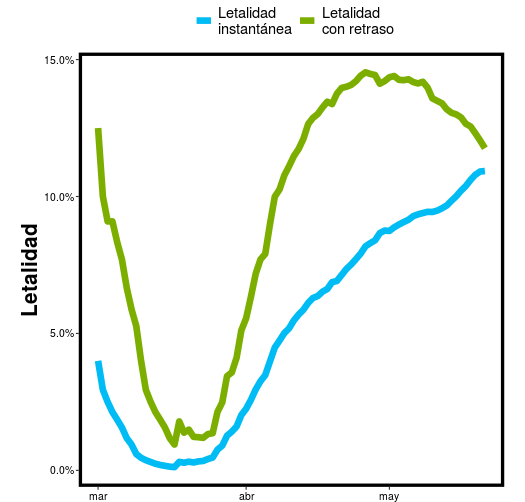 Letalidad
instantánea
Letalidad
con retraso
Letalidad
15.0%
10.0%
5.0%
0.0%
mar
abr
may